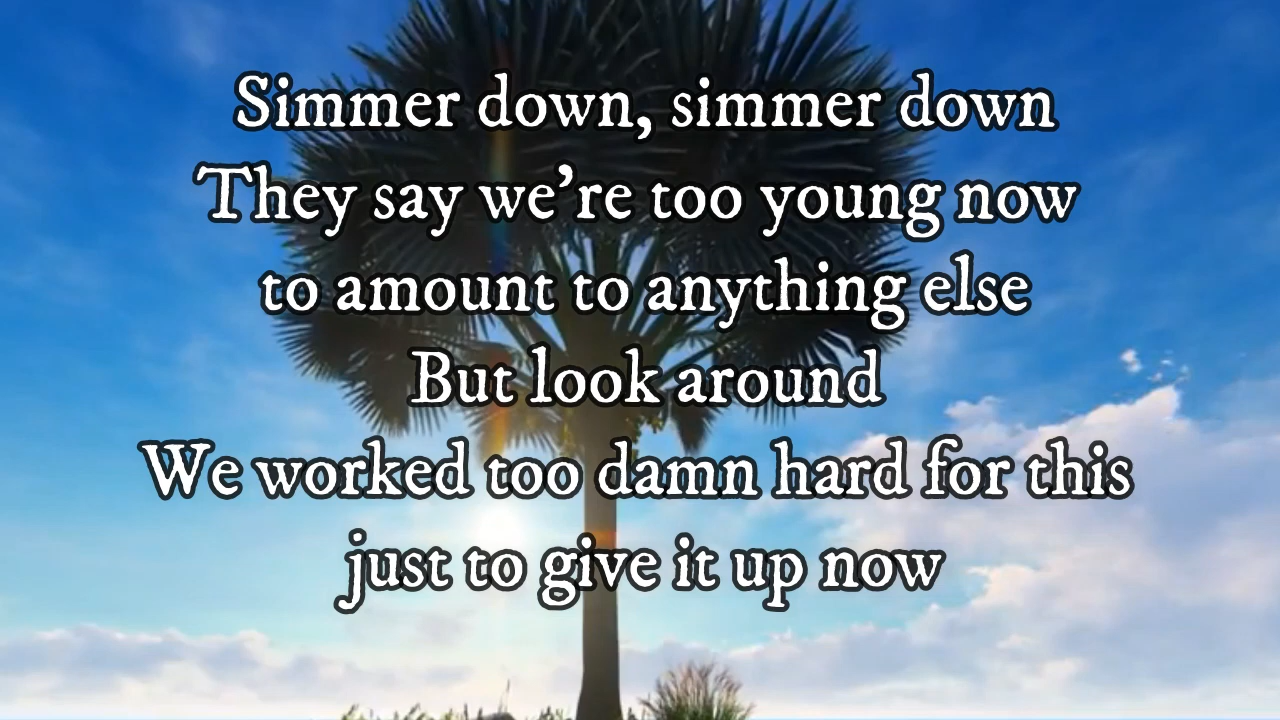 Simmer down, simmer down
They say we’re too young now
to amount to anything else
But look around
We worked too damn hard for this
just to give it up now